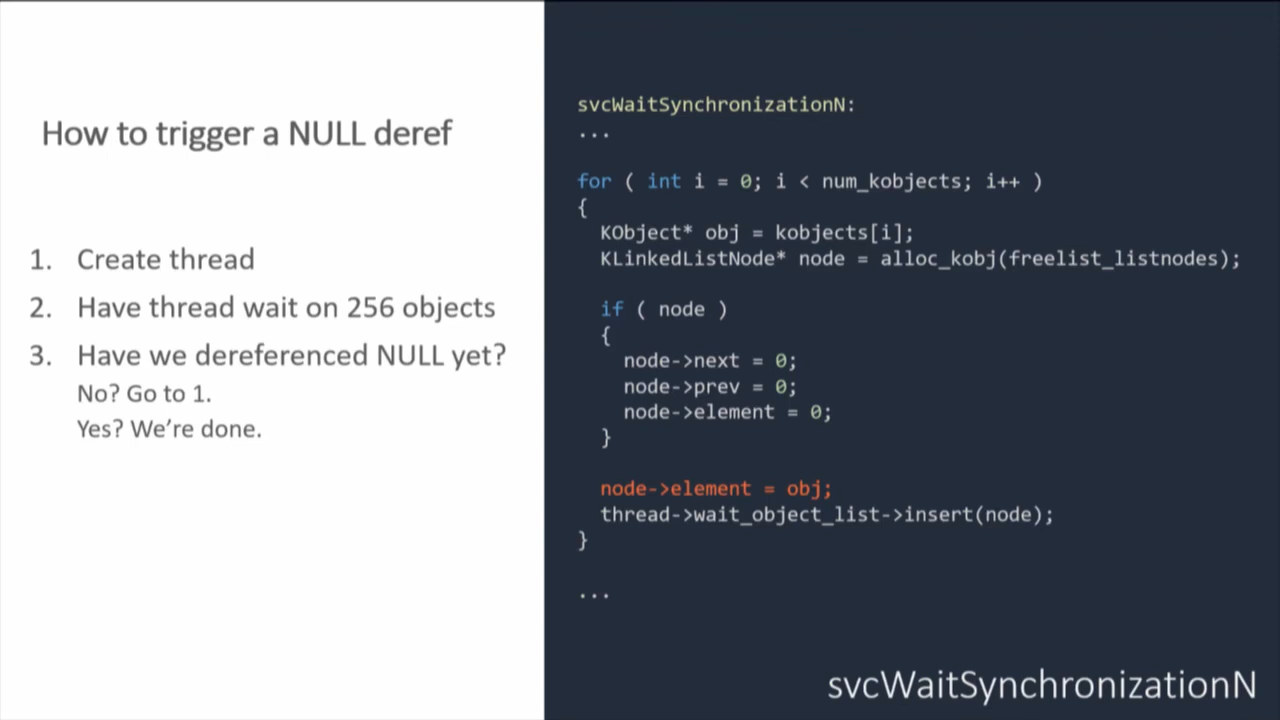 How to trigger a NULL deref
1. Create thread
2. Have thread wait on 256 objects
3. Have we dereferenced NULL yet?
No? Go to 1.
Yes? We're done.
svcWaitSynchronizationN:
...
for ( int i = 0; i < num_kobjects; i++ )
{
KObject* obj = kobjects[i];
KLinkedListNode* node = alloc_kobj(freelist_listnodes);
if ( node )
{
node->next = 0;
node->prev = 0;
node->element = 0;
}
node->element = obj;
thread->wait_object_list->insert(node);
}
...
svcWaitSynchronizationN